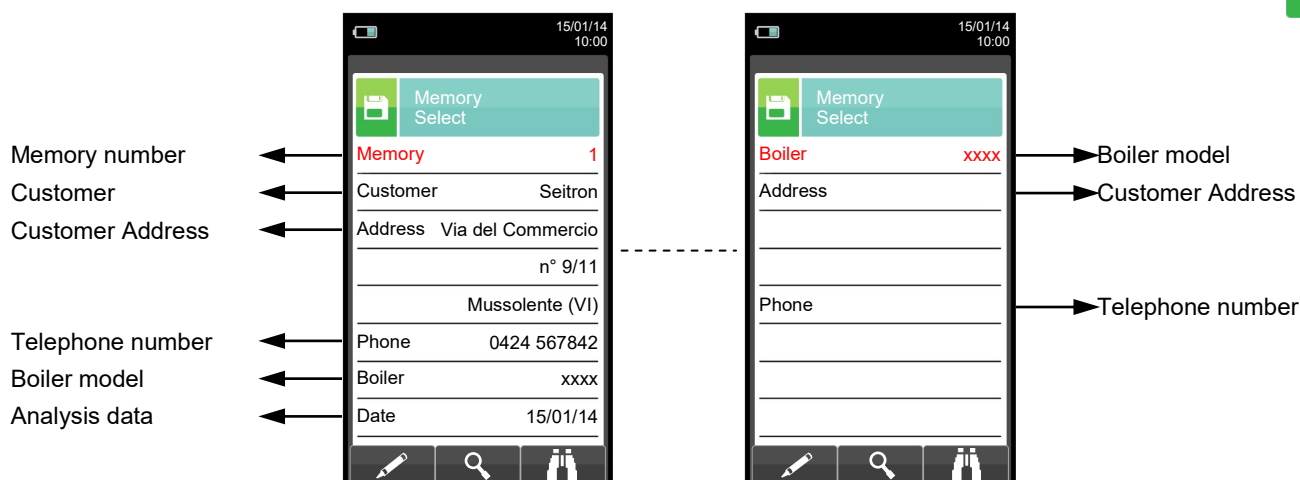 15/01/14
10:00
Memory
Select
Memory number
Memory 1
Customer
Customer Seitron
Customer Address
Address Via del Commercio
n° 9/11
Mussolente (VI)
Telephone number
Phone 0424 567842
Boiler model
Boiler xxxx
Analysis data
Date 15/01/14
15/01/14
10:00
Memory
Select
Boiler xxxx
Boiler model
Address
Customer Address
Phone
Telephone number